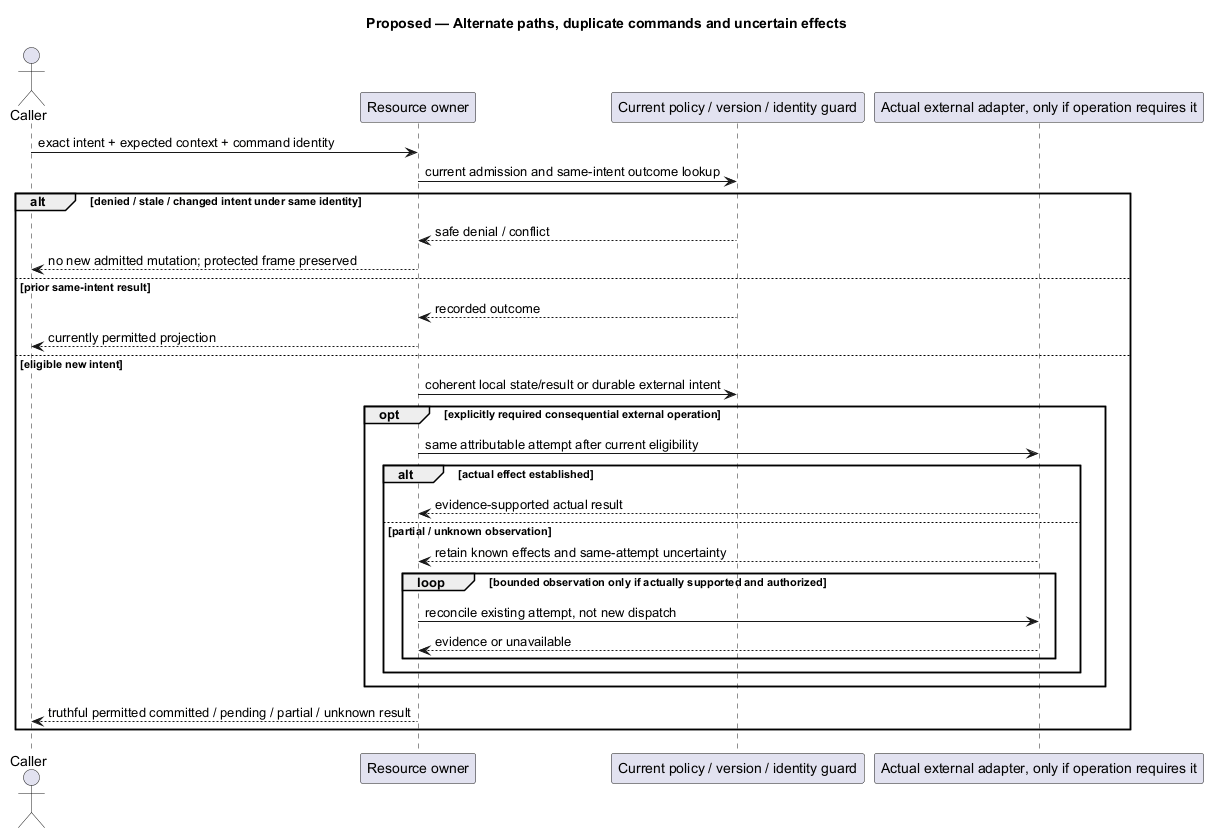 Proposed — Alternate paths, duplicate commands and uncertain effects
Caller
Resource owner
Current policy / version / identity guard
Actual external adapter, only if operation requires it
exact intent + expected context + command identity
current admission and same-intent outcome lookup
alt
[denied / stale / changed intent under same identity]
safe denial / conflict
no new admitted mutation; protected frame preserved
[prior same-intent result]
recorded outcome
currently permitted projection
[eligible new intent]
coherent local state/result or durable external intent
opt
[explicitly required consequential external operation]
same attributable attempt after current eligibility
alt
[actual effect established]
evidence-supported actual result
[partial / unknown observation]
retain known effects and same-attempt uncertainty
loop
[bounded observation only if actually supported and authorized]
reconcile existing attempt, not new dispatch
evidence or unavailable
truthful permitted committed / pending / partial / unknown result
Caller
Resource owner
Current policy / version / identity guard
Actual external adapter, only if operation requires it